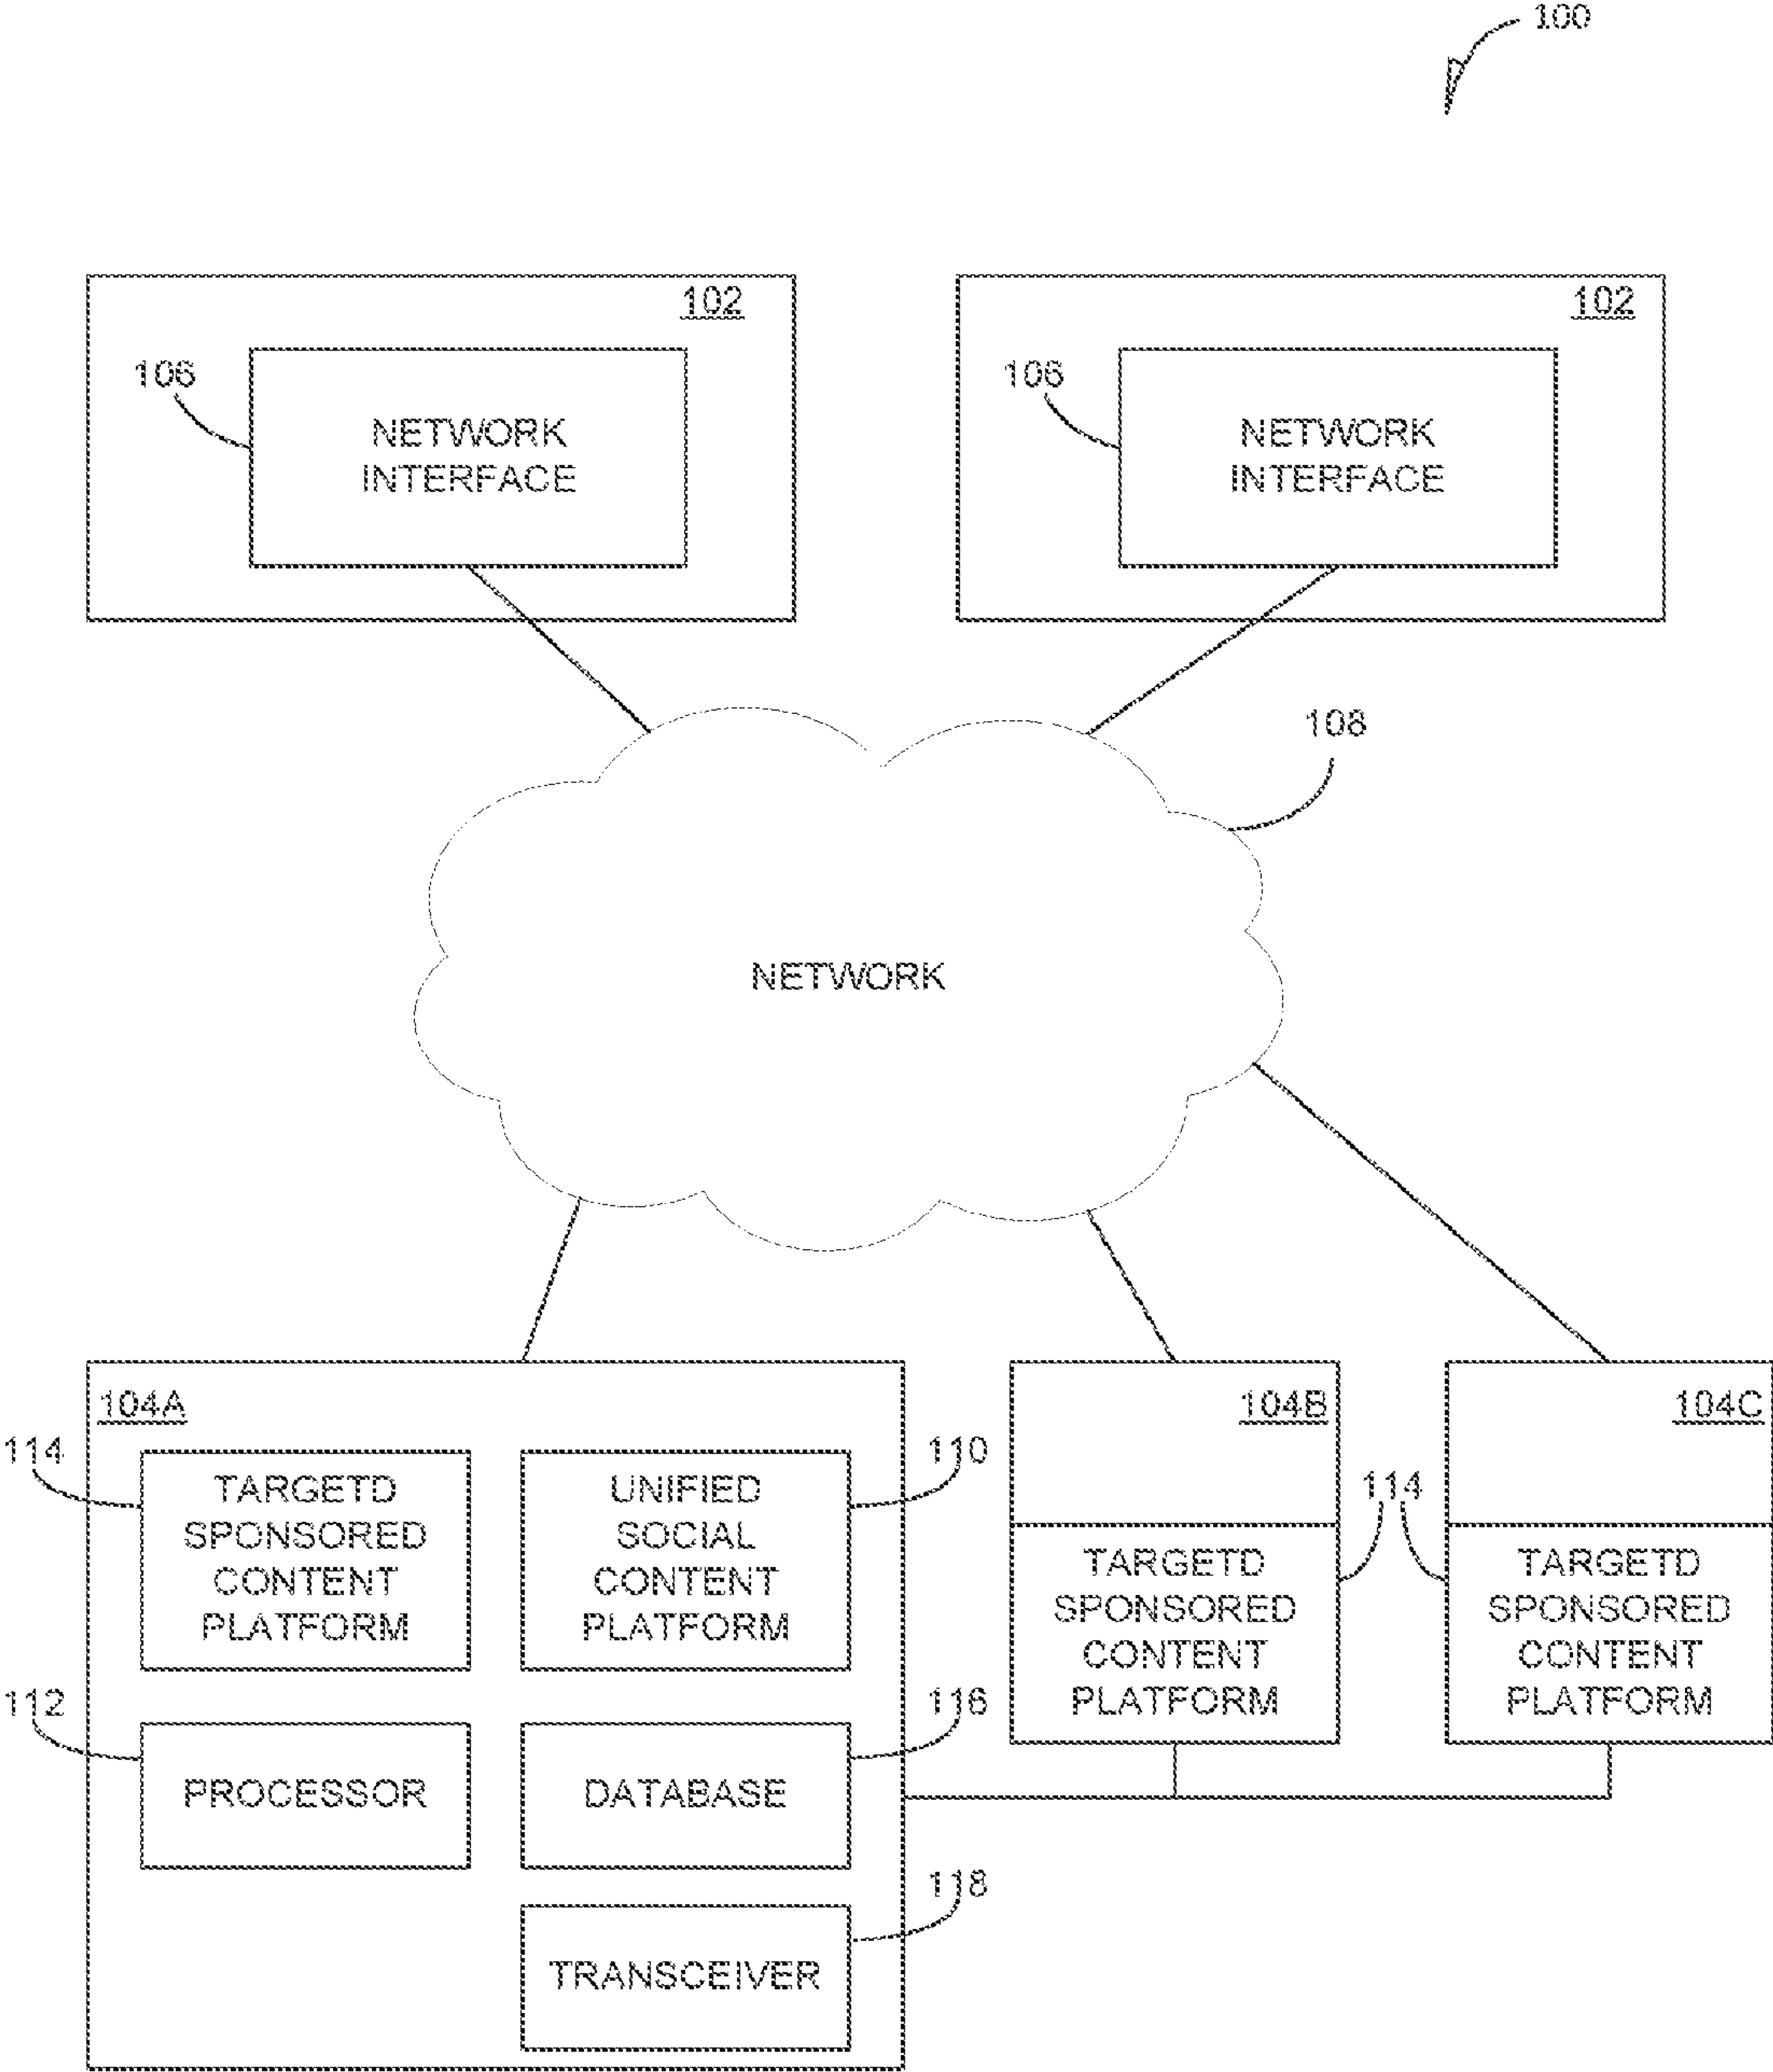 100
102
102
106
106
NETWORK
INTERFACE
NETWORK
INTERFACE
108
NETWORK
104A
104B
104C
114
TARGETD
SPONSORED
CONTENT
PLATFORM
UNIFIED
SOCIAL
CONTENT
PLATFORM
110
114
TARGETD
SPONSORED
CONTENT
PLATFORM
TARGETD
SPONSORED
CONTENT
PLATFORM
112
PROCESSOR
DATABASE
116
TRANSCEIVER
118